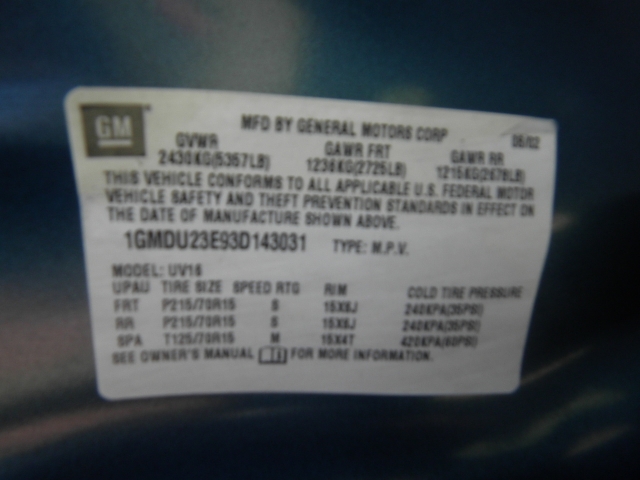 GM
MFD BY GENERAL MOTORS CORP 06/02
GVWR GAWR FRT GAWR RR
2430KG(5357LB) 1236KG(2725LB) 1215KG(2678LB)
THIS VEHICLE CONFORMS TO ALL APPLICABLE U.S. FEDERAL MOTOR
VEHICLE SAFETY AND THEFT PREVENTION STANDARDS IN EFFECT ON
THE DATE OF MANUFACTURE SHOWN ABOVE.
1GMDU23E93D143031 TYPE: M.P.V.
MODEL: UV16
UPAU TIRE SIZE SPEED RTG RIM COLD TIRE PRESSURE
FRT P215/70R15 S 15X6J 240KPA(35PSI)
RR P215/70R15 S 15X6J 240KPA(35PSI)
SPA T125/70R15 M 15X4T 420KPA(60PSI)
SEE OWNER'S MANUAL FOR MORE INFORMATION.